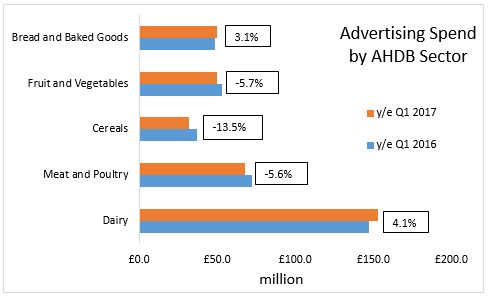 Advertising Spend
by AHDB Sector
Bread and Baked Goods
3.1%
Fruit and Vegetables
-5.7%
Cereals
-13.5%
Meat and Poultry
-5.6%
Dairy
4.1%
y/e Q1 2017
y/e Q1 2016
£0.0 £50.0 £100.0 £150.0 £200.0
million